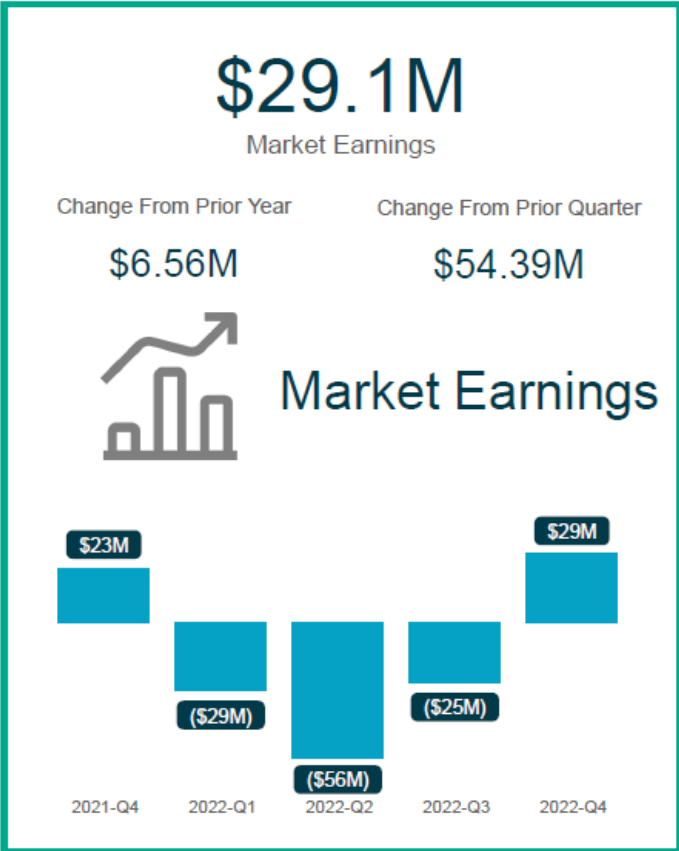 $29.1M
Market Earnings
Change From Prior Year
Change From Prior Quarter
$6.56M
$54.39M
Market Earnings
$23M
$29M
($29M)
($25M)
($56M)
2021-Q4
2022-Q1
2022-Q2
2022-Q3
2022-Q4